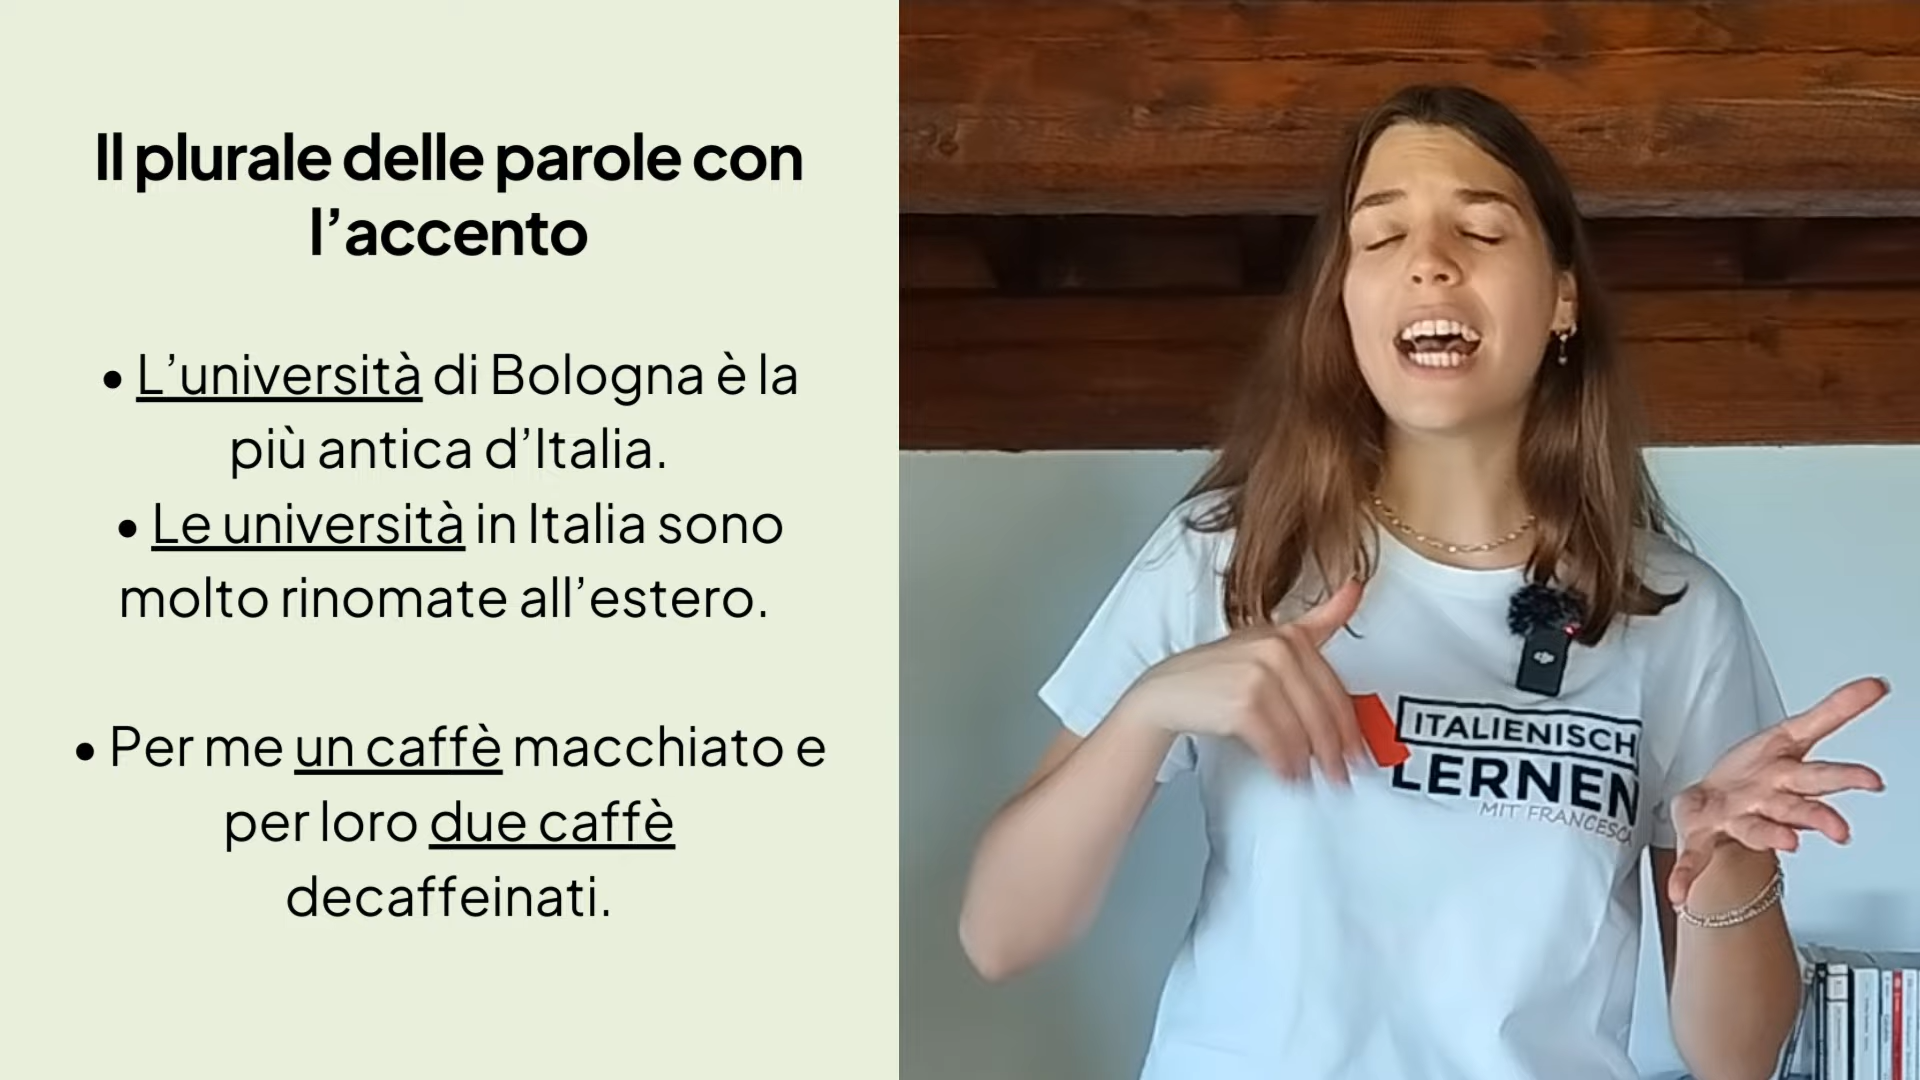 Il plurale delle parole con
l’accento
• L’università di Bologna è la
più antica d’Italia.
• Le università in Italia sono
molto rinomate all’estero.
• Per me un caffè macchiato e
per loro due caffè
decaffeinati.
ITALIENISCH
LERNEN
MIT FRANCESCA